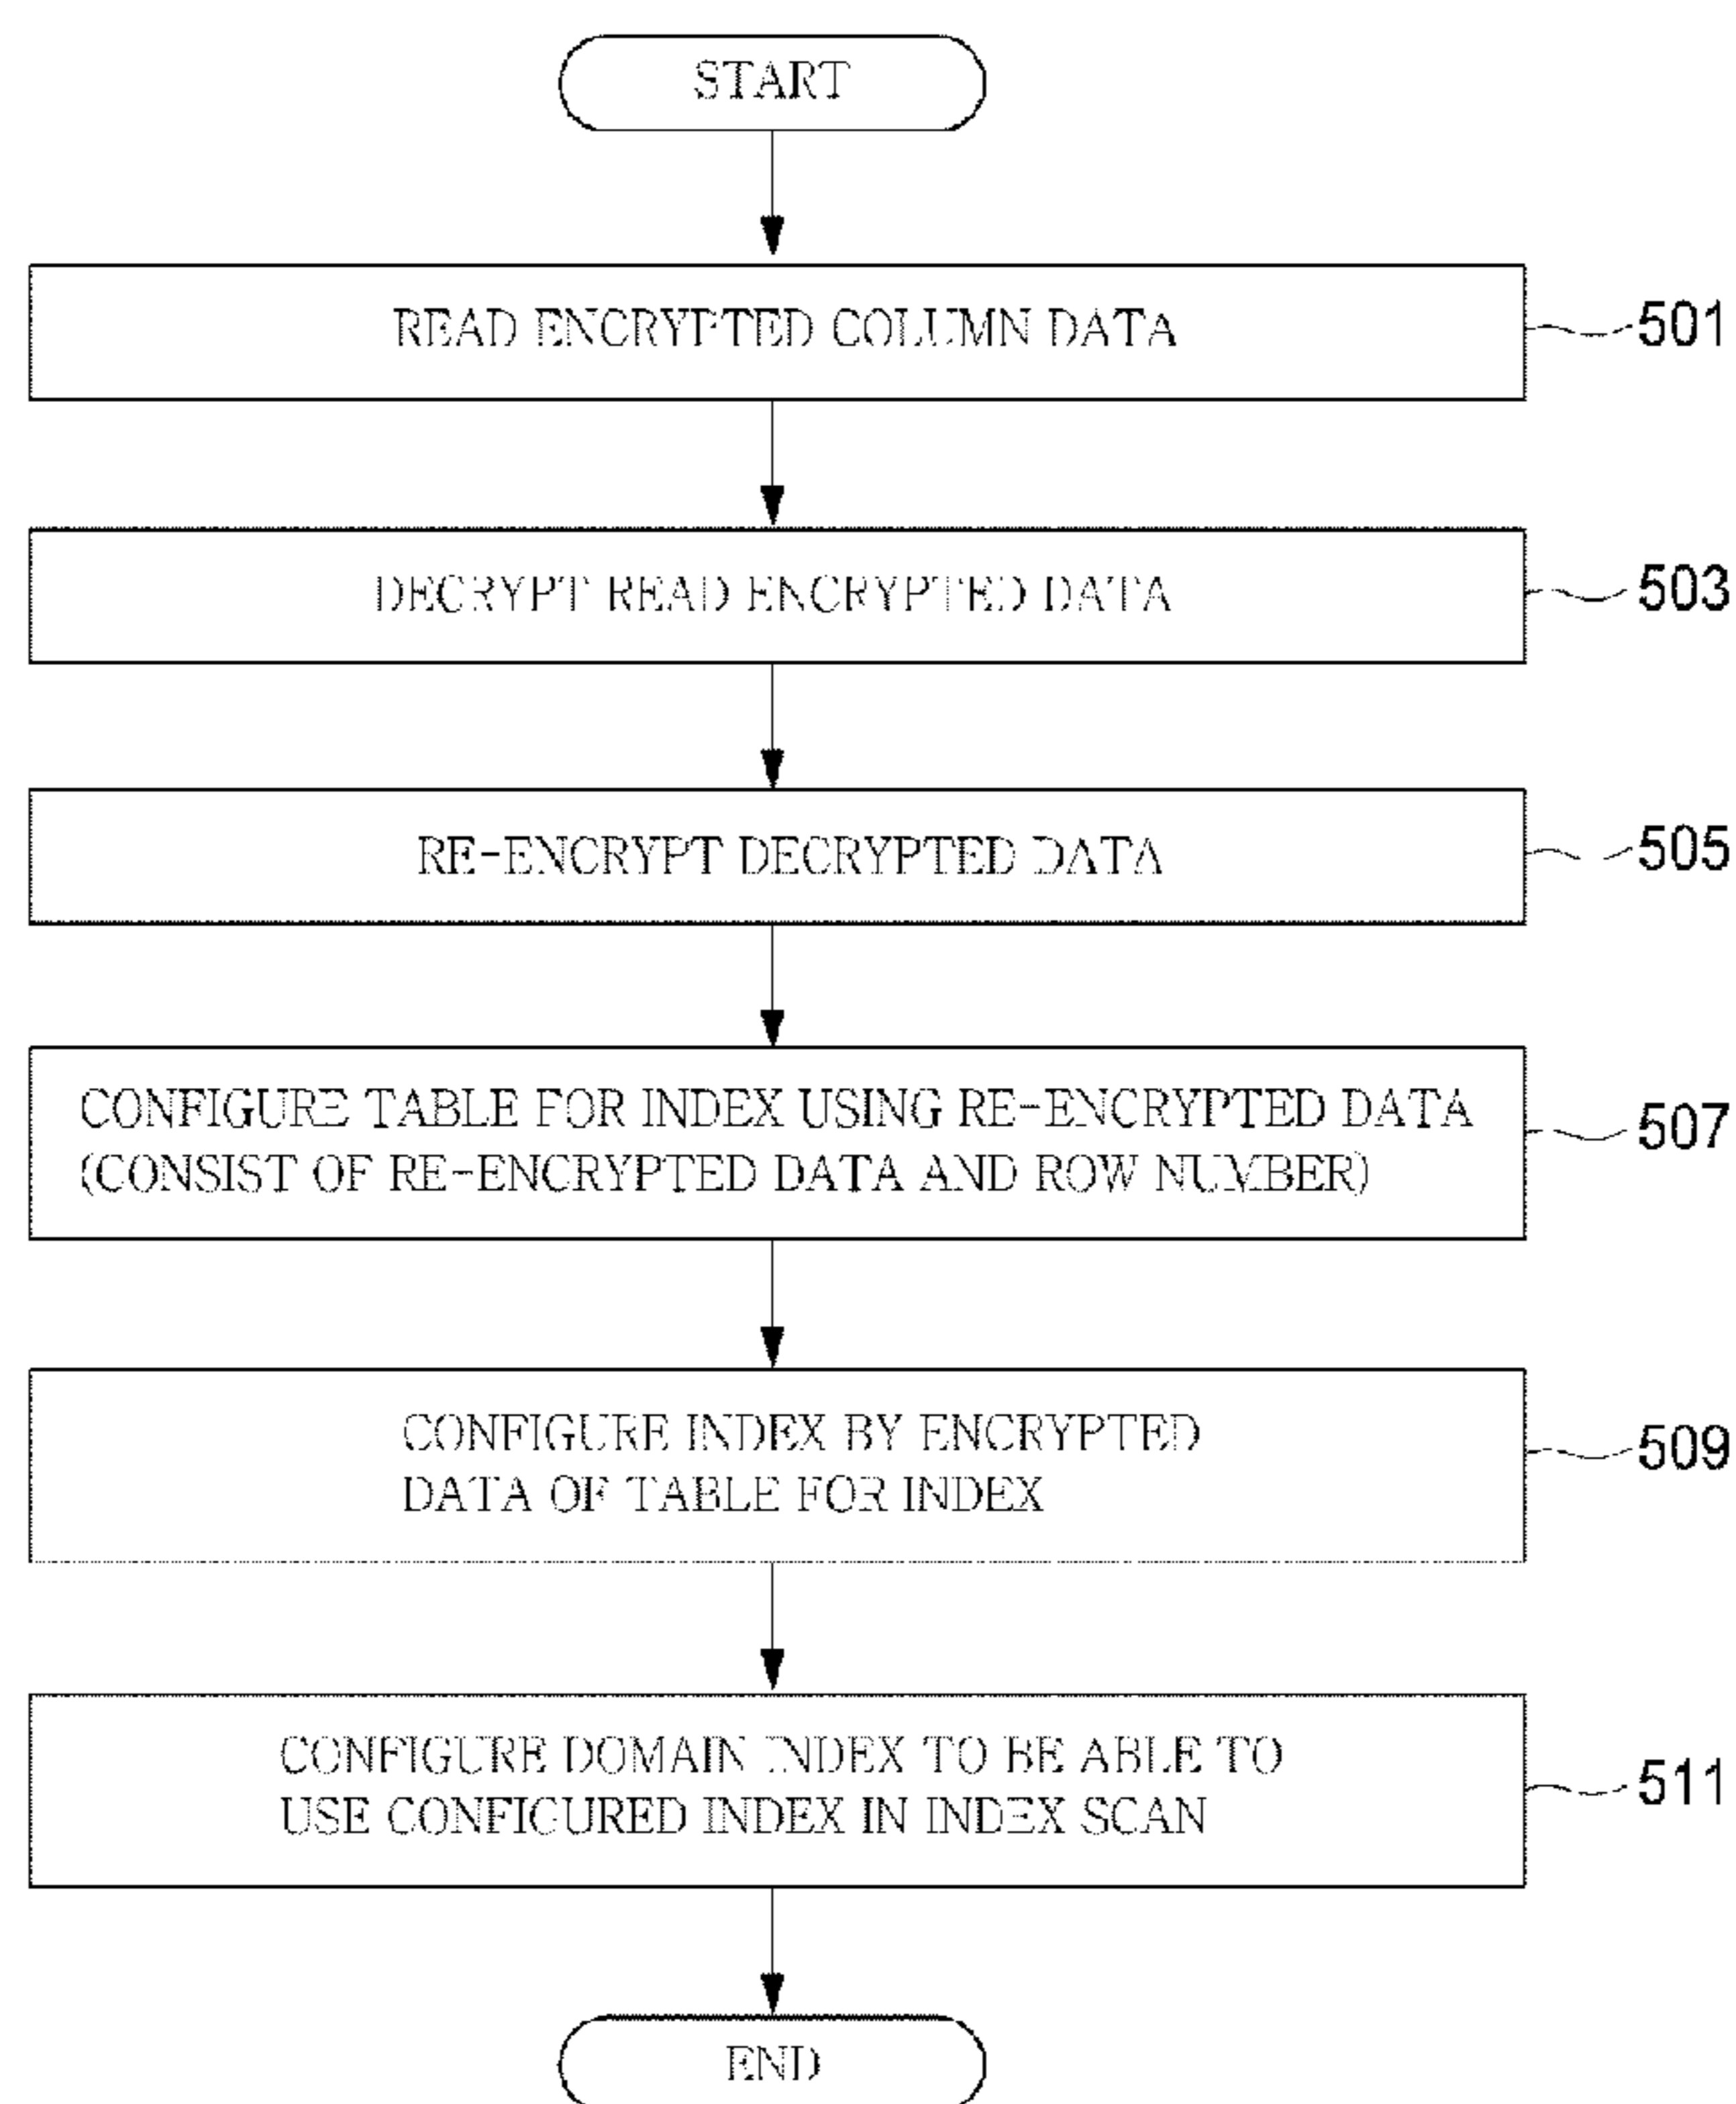 START
READ ENCRYPTED COLUMN DATA
501
DECRYPT READ ENCRYPTED DATA
503
RE-ENCRYPT DECRYPTED DATA
505
CONFIGURE TABLE FOR INDEX USING RE-ENCRYPTED DATA
(CONSIST OF RE-ENCRYPTED DATA AND ROW NUMBER)
507
CONFIGURE INDEX BY ENCRYPTED
DATA OF TABLE FOR INDEX
509
CONFIGURE DOMAIN INDEX TO BE ABLE TO
USE CONFIGURED INDEX IN INDEX SCAN
511
END